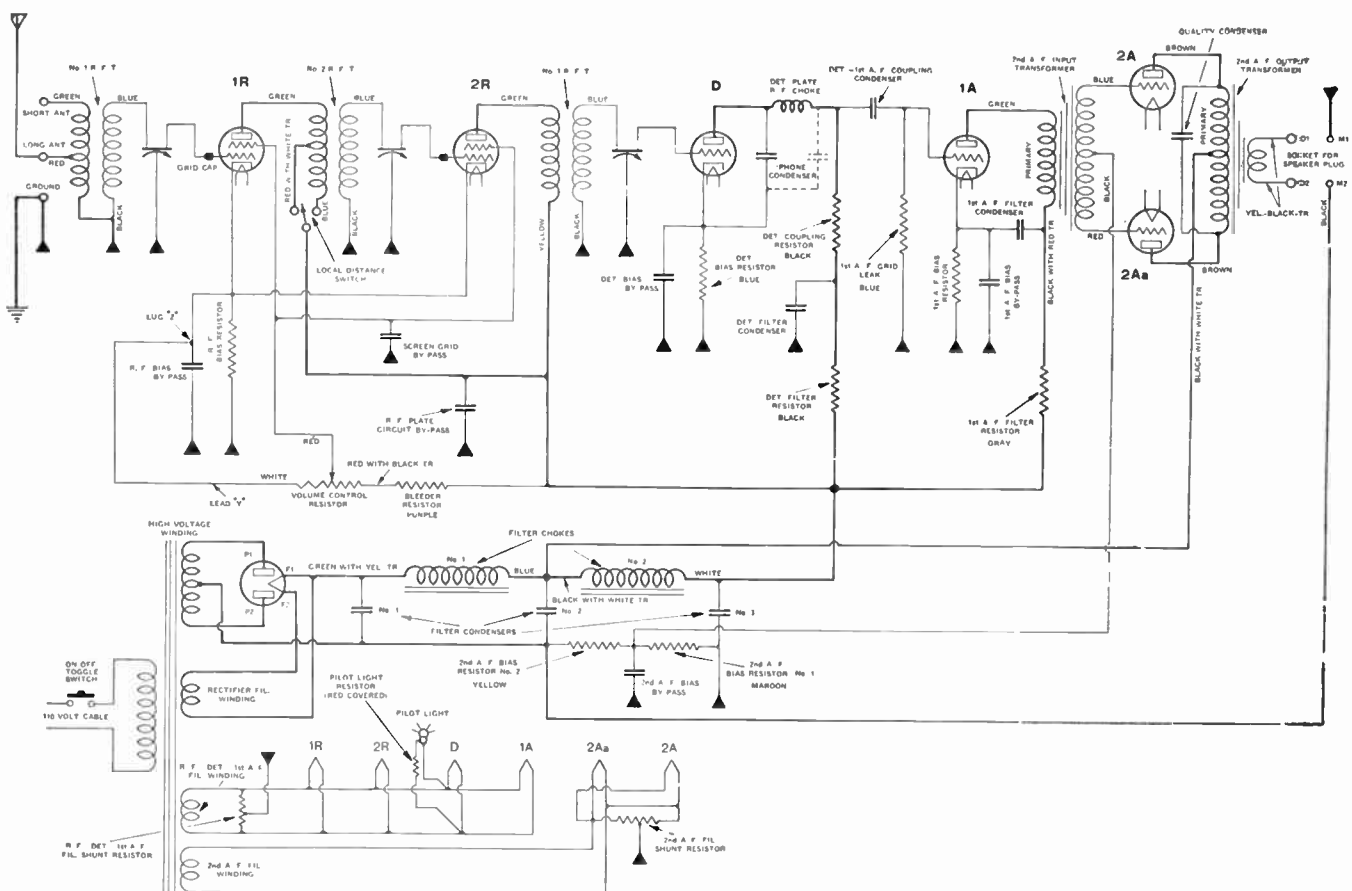 No 1 R F T
GREEN
BLUE
SHORT ANT
LONG ANT
RED
GROUND
BLACK
1R
GREEN
GRID CAP
No 2 R F T
BLUE
RED WITH WHITE TR
BLUE
BLACK
LOCAL DISTANCE
SWITCH
2R
GREEN
YELLOW
BLUE
BLACK
D
DET PLATE
R F CHOKE
DET - 1st A. F COUPLING
CONDENSER
PHONE
CONDENSER
DET COUPLING
RESISTOR
BLACK
1st A. F GRID
LEAK
BLUE
DET BIAS
BY PASS
DET
BIAS RESISTOR
BLUE
DET FILTER
CONDENSER
DET FILTER
RESISTOR
BLACK
1A
GREEN
PRIMARY
1st A. F FILTER
CONDENSER
1st A F BIAS
RESISTOR
1st A F BIAS
BY-PASS
BLACK WITH RED TR
1st A F FILTER
RESISTOR
GRAY
2nd A F INPUT
TRANSFORMER
BLUE
BLACK
RED
2A
BROWN
2Aa
BROWN
QUALITY CONDENSER
2nd A F OUTPUT
TRANSFORMER
PRIMARY
BLACK WITH WHITE TR
D1
D2
M1
M2
SOCKET FOR
SPEAKER PLUG
YEL-BLACK-TR
BLACK
LUG "Z"
R. F BIAS
BY PASS
R F
BIAS RESISTOR
SCREEN GRID
BY PASS
R F PLATE
CIRCUIT BY-PASS
RED
RED WITH BLACK TR
WHITE
LEAD "Y"
VOLUME CONTROL
RESISTOR
BLEEDER
RESISTOR
PURPLE
HIGH VOLTAGE
WINDING
P1
F1
P2
F2
GREEN WITH YEL TR
FILTER CHOKES
No 1
BLUE
No 2
WHITE
BLACK WITH WHITE TR
No 1
No 2
No 3
FILTER CONDENSERS
2nd A F BIAS
RESISTOR No. 2
YELLOW
2nd A F BIAS
BY PASS
2nd A F
BIAS RESISTOR No 1
MAROON
ON OFF
TOGGLE
SWITCH
110 VOLT CABLE
RECTIFIER FIL.
WINDING
PILOT LIGHT
RESISTOR
(RED COVERED)
PILOT LIGHT
R F DET 1st A F
FIL WINDING
1R
2R
D
1A
2Aa
2A
R F DET 1st A F
FIL. SHUNT RESISTOR
2nd A F FIL
WINDING
2nd A F FIL
SHUNT RESISTOR